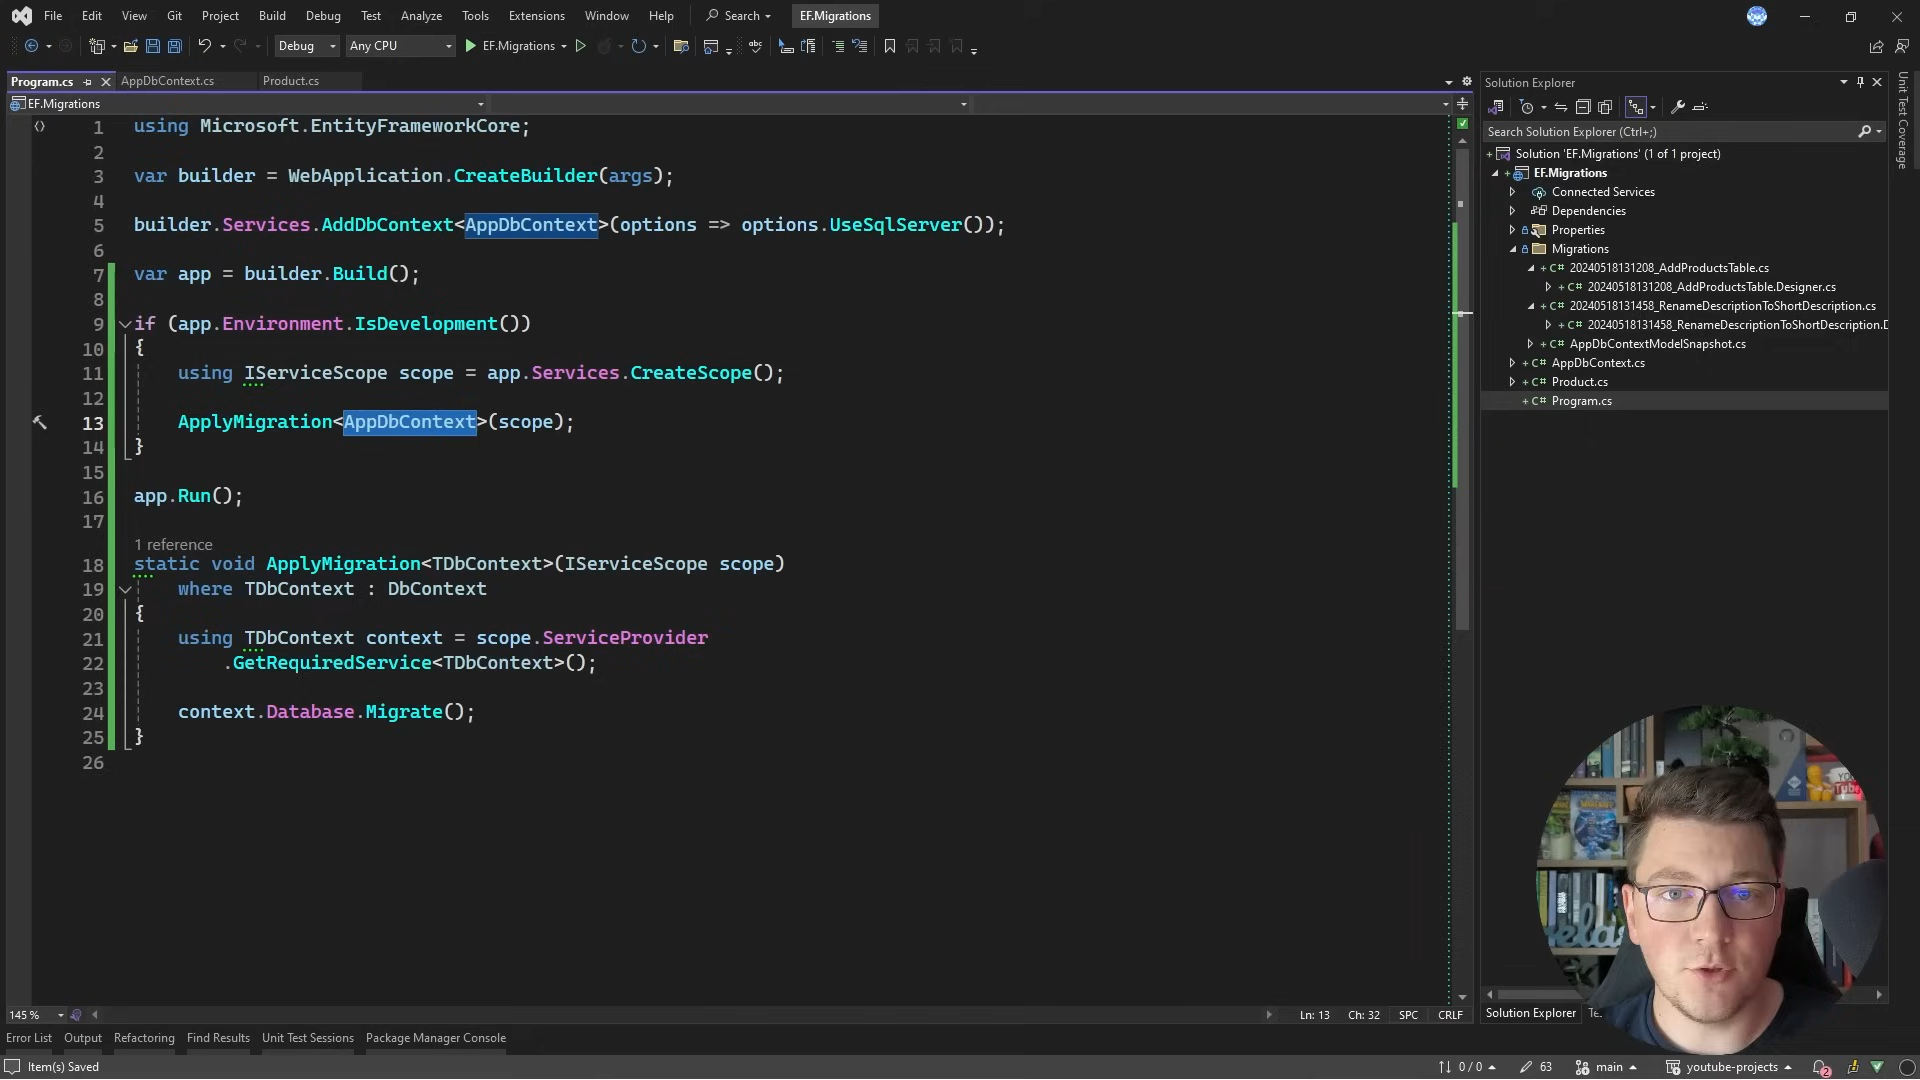 File Edit View Git Project Build Debug Test Analyze Tools Extensions Window Help Search EF.Migrations
Debug Any CPU EF.Migrations
Program.cs AppDbContext.cs Product.cs
EF.Migrations
1 using Microsoft.EntityFrameworkCore;
2
3 var builder = WebApplication.CreateBuilder(args);
4
5 builder.Services.AddDbContext<AppDbContext>(options => options.UseSqlServer());
6
7 var app = builder.Build();
8
9 if (app.Environment.IsDevelopment())
10 {
11 using IServiceScope scope = app.Services.CreateScope();
12
13 ApplyMigration<AppDbContext>(scope);
14 }
15
16 app.Run();
17
1 reference
18 static void ApplyMigration<TDbContext>(IServiceScope scope)
19 where TDbContext : DbContext
20 {
21 using TDbContext context = scope.ServiceProvider
22 .GetRequiredService<TDbContext>();
23
24 context.Database.Migrate();
25 }
26
145 % Ln: 13 Ch: 32 SPC CRLF
Solution Explorer
Search Solution Explorer (Ctrl+;)
Solution 'EF.Migrations' (1 of 1 project)
EF.Migrations
Connected Services
Dependencies
Properties
Migrations
20240518131208_AddProductsTable.cs
20240518131208_AddProductsTable.Designer.cs
20240518131458_RenameDescriptionToShortDescription.cs
20240518131458_RenameDescriptionToShortDescription.D
AppDbContextModelSnapshot.cs
AppDbContext.cs
Product.cs
Program.cs
Unit Test Coverage
Solution Explorer
Error List Output Refactoring Find Results Unit Test Sessions Package Manager Console
Item(s) Saved 0 / 0 63 main youtube-projects 2